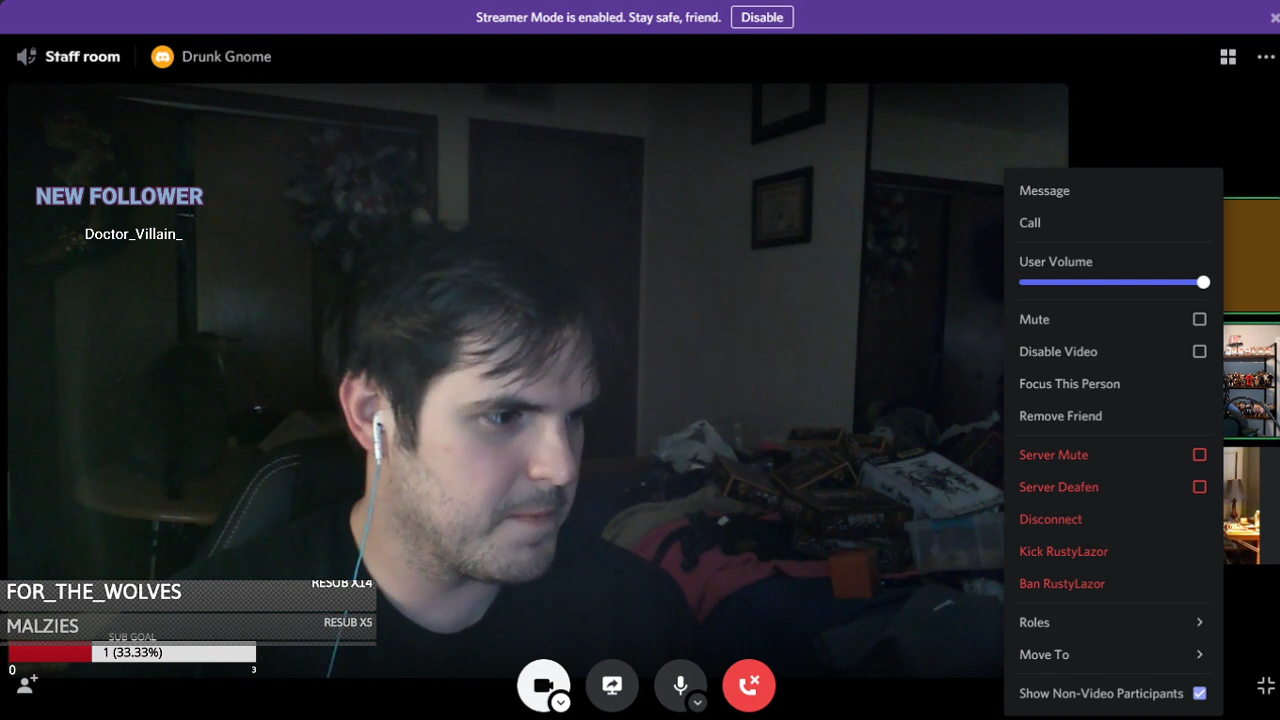 Streamer Mode is enabled. Stay safe, friend. Disable
Staff room
Drunk Gnome
NEW FOLLOWER
Doctor_Villain_
Message
Call
User Volume
Mute
Disable Video
Focus This Person
Remove Friend
Server Mute
Server Deafen
Disconnect
Kick RustyLazor
Ban RustyLazor
Roles
Move To
Show Non-Video Participants
FOR_THE_WOLVES RESUB X14
MALZIES RESUB X5
SUB GOAL
1 (33.33%)
0 3